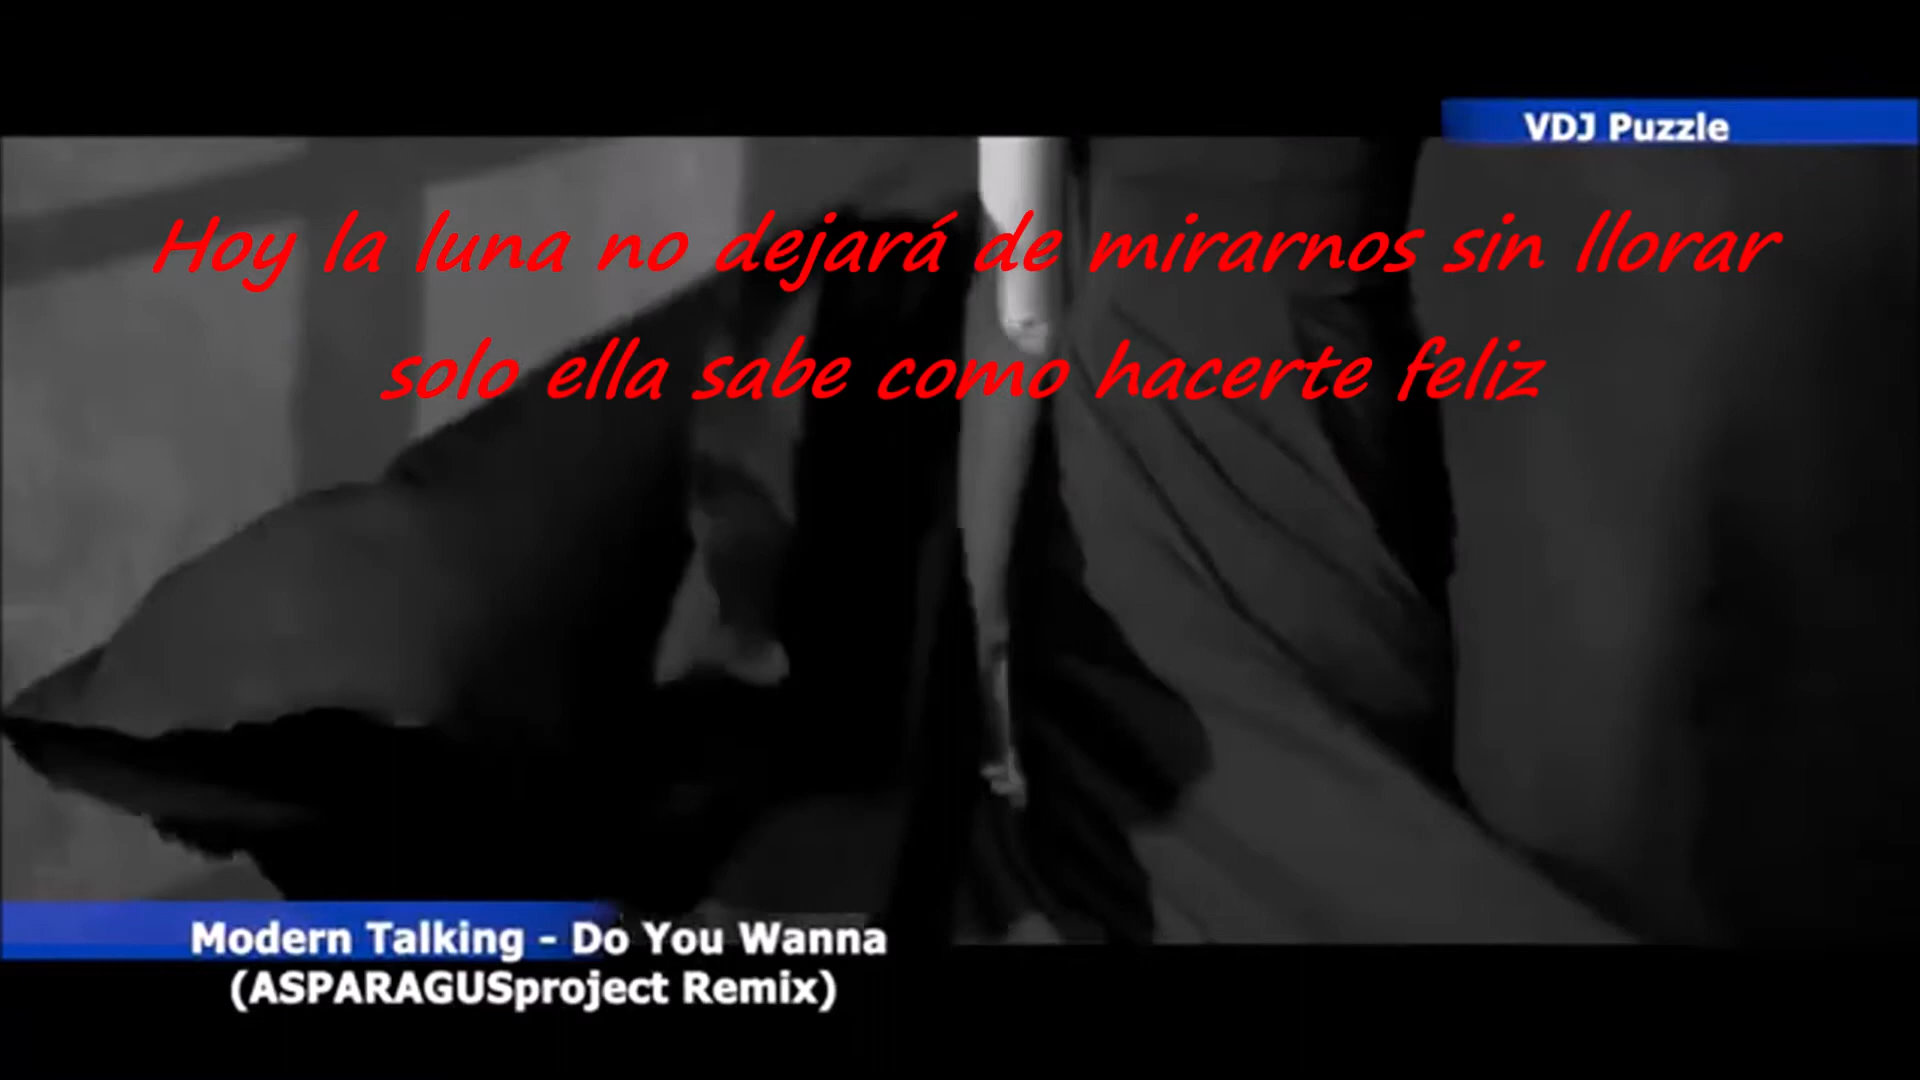 VDJ Puzzle
Hoy la luna no dejará de mirarnos sin llorar
solo ella sabe como hacerte feliz
Modern Talking - Do You Wanna
(ASPARAGUSproject Remix)